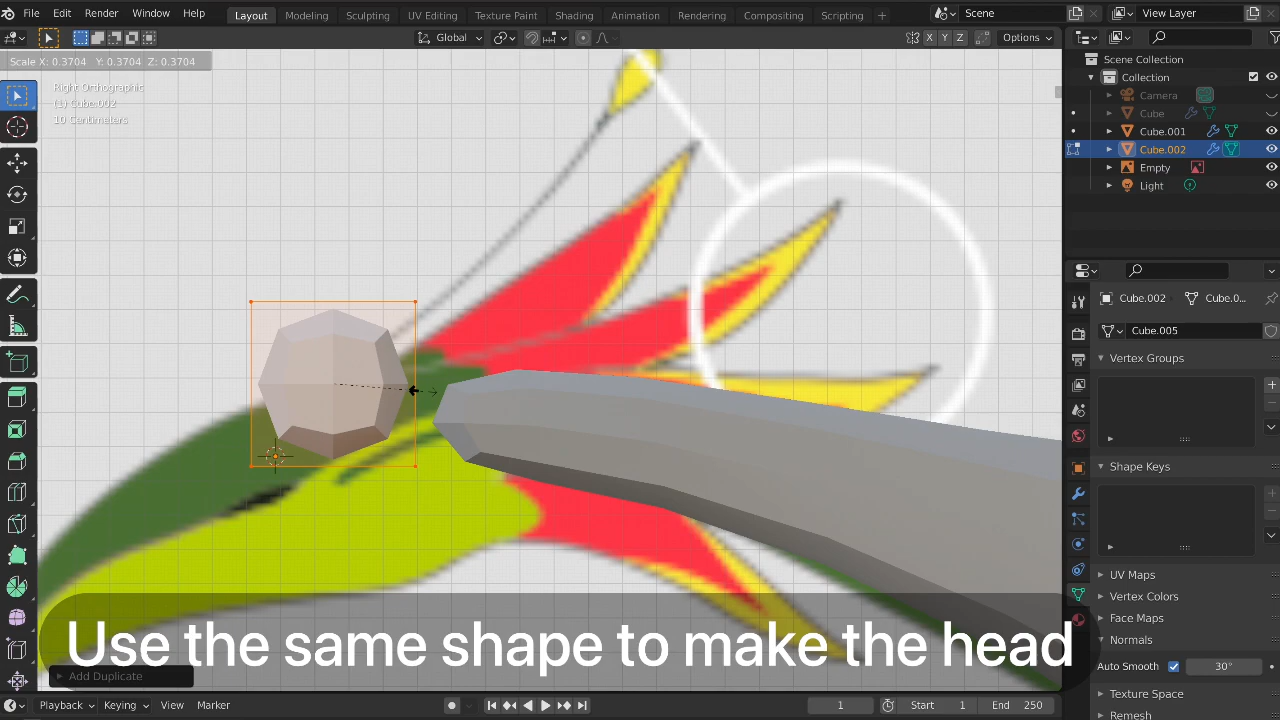 File Edit Render Window Help Layout Modeling Sculpting UV Editing Texture Paint Shading Animation Rendering Compositing Scripting + Scene View Layer
Global X Y Z Options
Scale X: 0.3704 Y: 0.3704 Z: 0.3704
Right Orthographic
(1) Cube.002
10 Centimeters
Scene Collection
Collection
Camera
Cube
Cube.001
Cube.002
Empty
Light
Cube.002 Cube.0...
Cube.005
Vertex Groups
Shape Keys
UV Maps
Vertex Colors
Face Maps
Normals
Auto Smooth 30°
Texture Space
Remesh
Use the same shape to make the head
Add Duplicate
Playback Keying View Marker 1 Start 1 End 250